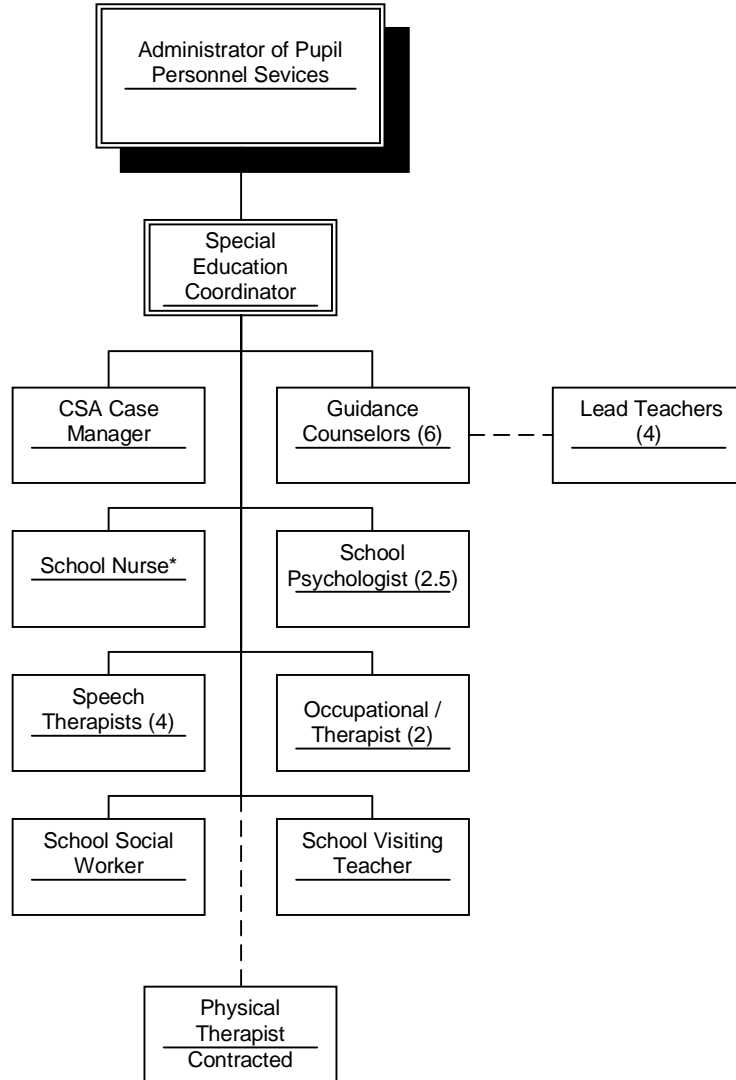 Administrator of Pupil
Personnel Sevices
Special
Education
Coordinator
CSA Case
Manager
Guidance
Counselors (6)
Lead Teachers
(4)
School Nurse*
School
Psychologist (2.5)
Speech
Therapists (4)
Occupational /
Therapist (2)
School Social
Worker
School Visiting
Teacher
Physical
Therapist
Contracted